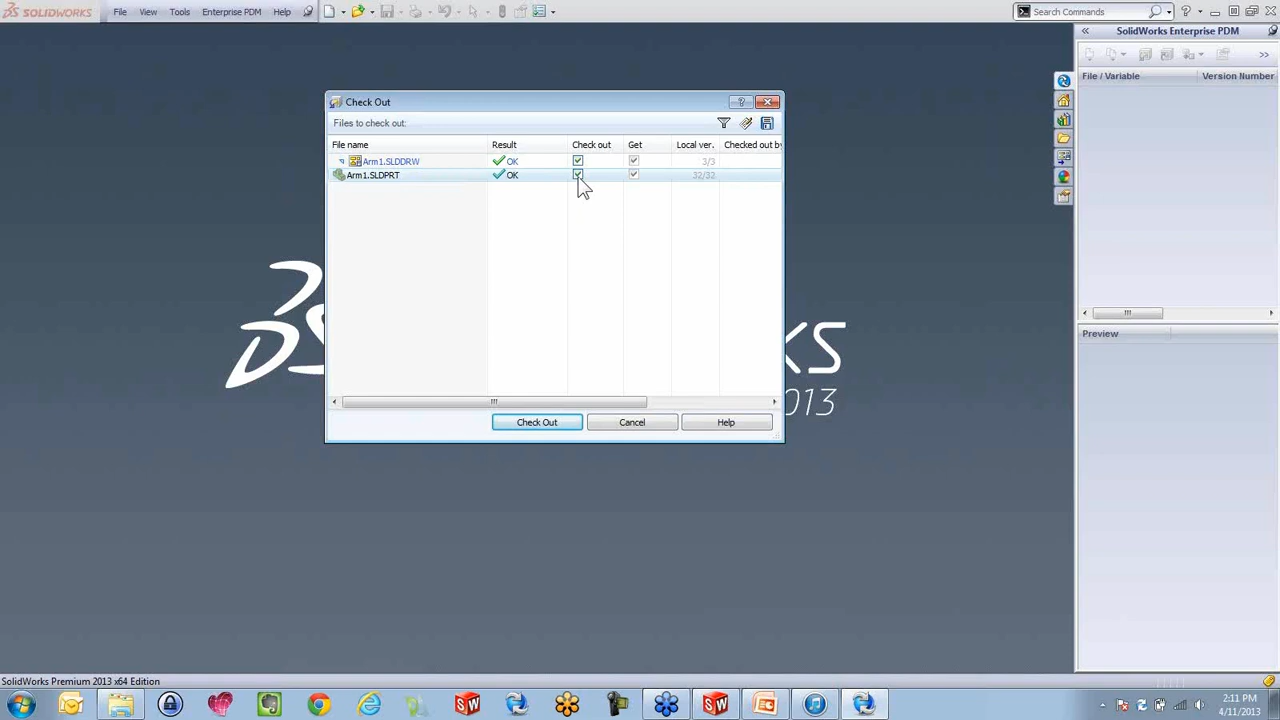 SOLIDWORKS File View Tools Enterprise PDM Help Search Commands
SolidWorks Enterprise PDM
File / Variable Version Number
Check Out
Files to check out:
File name Result Check out Get Local ver. Checked out by
Arm1.SLDDRW OK 3/3
Arm1.SLDPRT OK 32/32
KS
013
Preview
Check Out Cancel Help
SolidWorks Premium 2013 x64 Edition
2:11 PM
4/11/2013